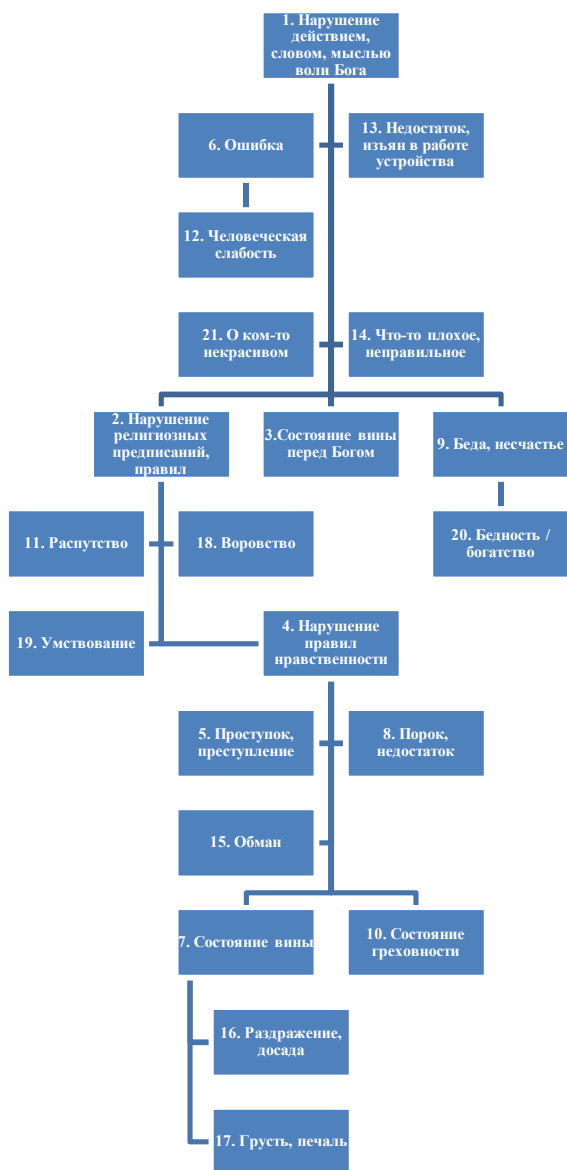 1. Нарушение
действием,
словом, мыслью
воли Бога
6. Ошибка
13. Недостаток,
изъян в работе
устройства
12. Человеческая
слабость
21. О ком-то
некрасивом
14. Что-то плохое,
неправильное
2. Нарушение
религиозных
предписаний,
правил
3.Состояние вины
перед Богом
9. Беда, несчастье
11. Распутство
18. Воровство
20. Бедность /
богатство
19. Умствование
4. Нарушение
правил
нравственности
5. Проступок,
преступление
8. Порок,
недостаток
15. Обман
7. Состояние вины
10. Состояние
греховности
16. Раздражение,
досада
17. Грусть, печаль